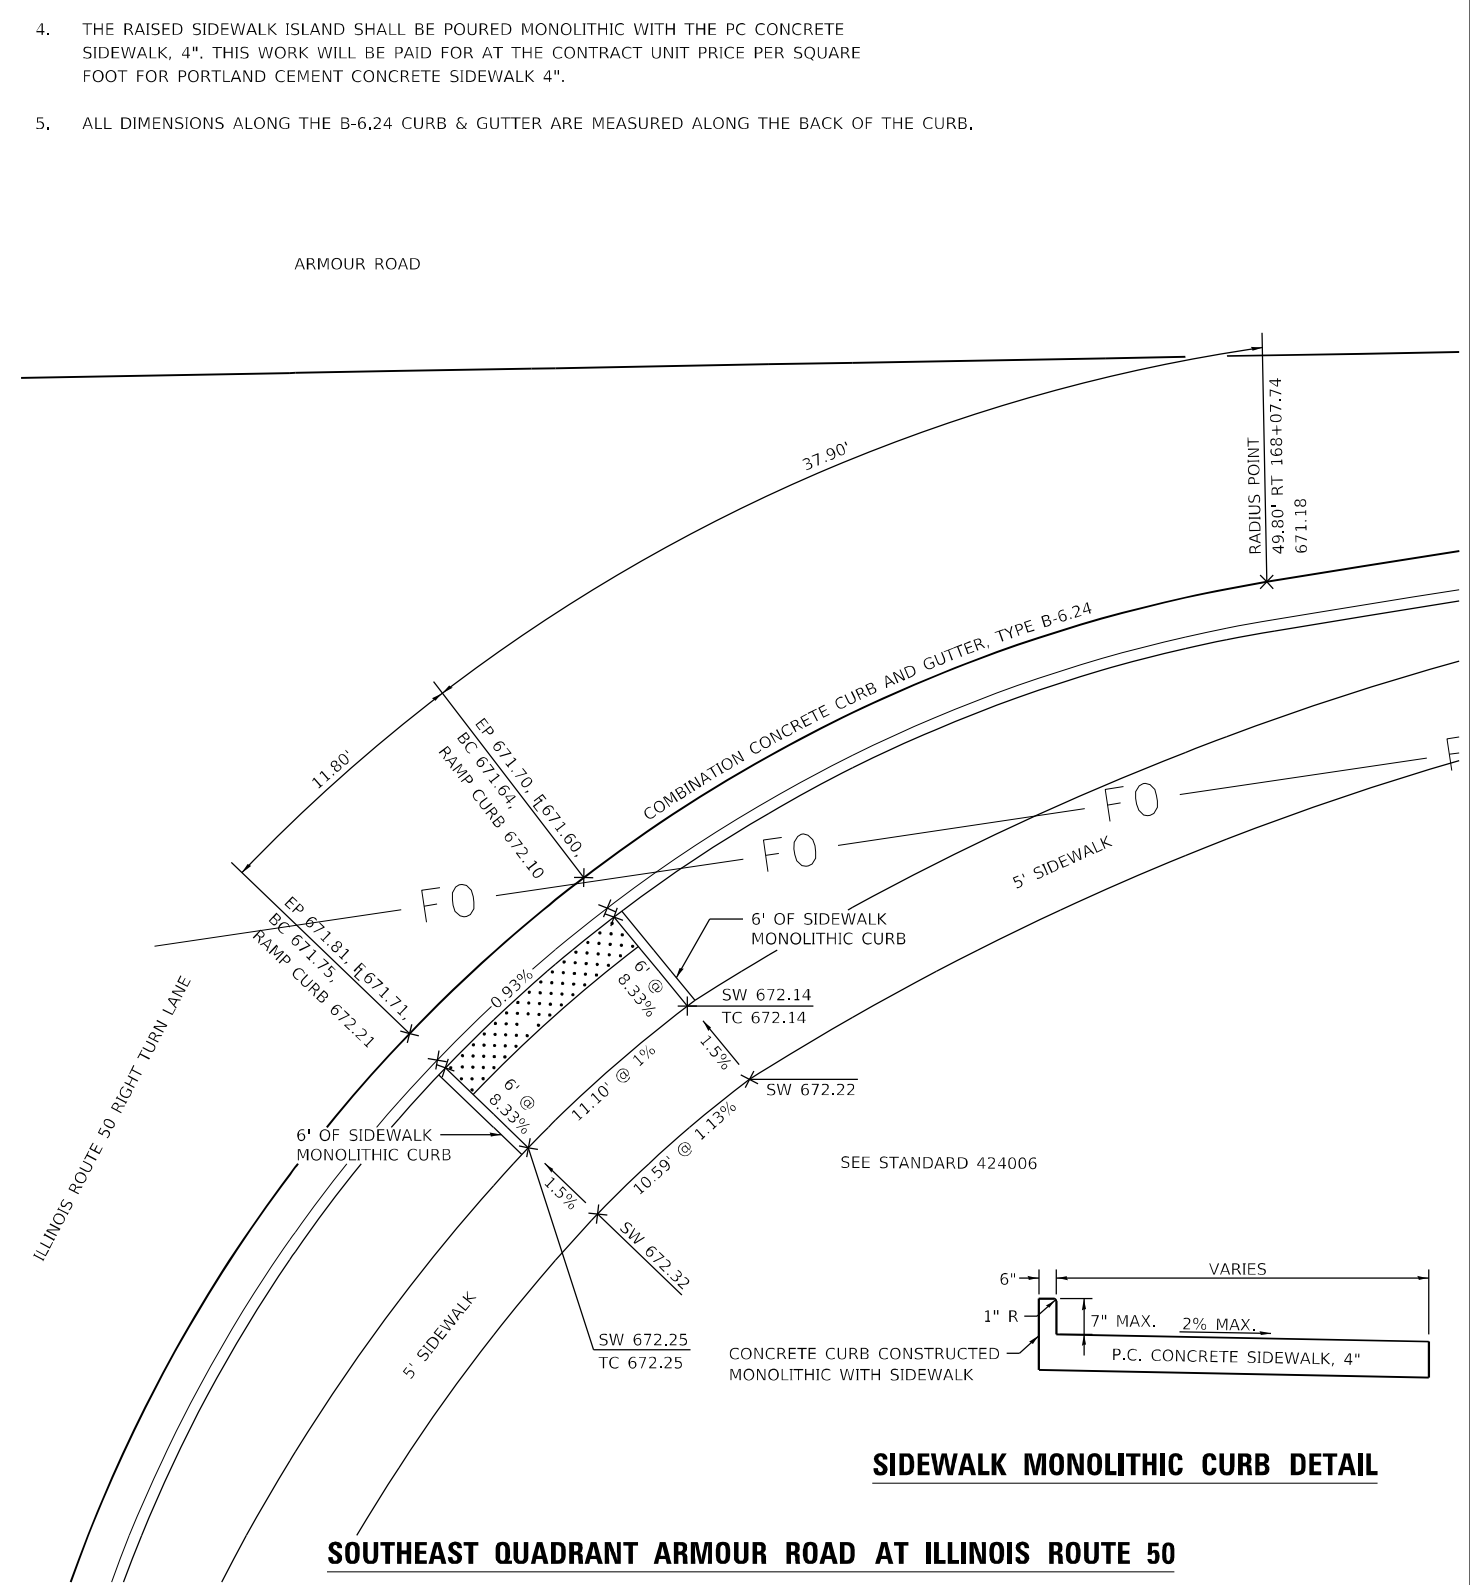 4. THE RAISED SIDEWALK ISLAND SHALL BE POURED MONOLITHIC WITH THE PC CONCRETE
SIDEWALK, 4". THIS WORK WILL BE PAID FOR AT THE CONTRACT UNIT PRICE PER SQUARE
FOOT FOR PORTLAND CEMENT CONCRETE SIDEWALK 4".
5. ALL DIMENSIONS ALONG THE B-6.24 CURB & GUTTER ARE MEASURED ALONG THE BACK OF THE CURB.
ARMOUR ROAD
37.90'
RADIUS POINT
49.80' RT 168+07.74
671.18
COMBINATION CONCRETE CURB AND GUTTER, TYPE B-6.24
11.80'
EP 671.70, FL 671.60,
BC 671.64,
RAMP CURB 672.10
F
FO
FO
FO
5' SIDEWALK
EP 671.81, FL 671.71,
BC 671.75,
RAMP CURB 672.21
6' OF SIDEWALK
MONOLITHIC CURB
0.93%
6' @
8.33%
SW 672.14
TC 672.14
1.5%
11.10' @ 1%
SW 672.22
6' @
8.33%
6' OF SIDEWALK
MONOLITHIC CURB
10.59' @ 1.13%
1.5%
SW 672.32
SEE STANDARD 424006
ILLINOIS ROUTE 50 RIGHT TURN LANE
5' SIDEWALK
SW 672.25
TC 672.25
6"
VARIES
1" R
7" MAX.
2% MAX.
P.C. CONCRETE SIDEWALK, 4"
CONCRETE CURB CONSTRUCTED
MONOLITHIC WITH SIDEWALK
SIDEWALK MONOLITHIC CURB DETAIL
SOUTHEAST QUADRANT ARMOUR ROAD AT ILLINOIS ROUTE 50